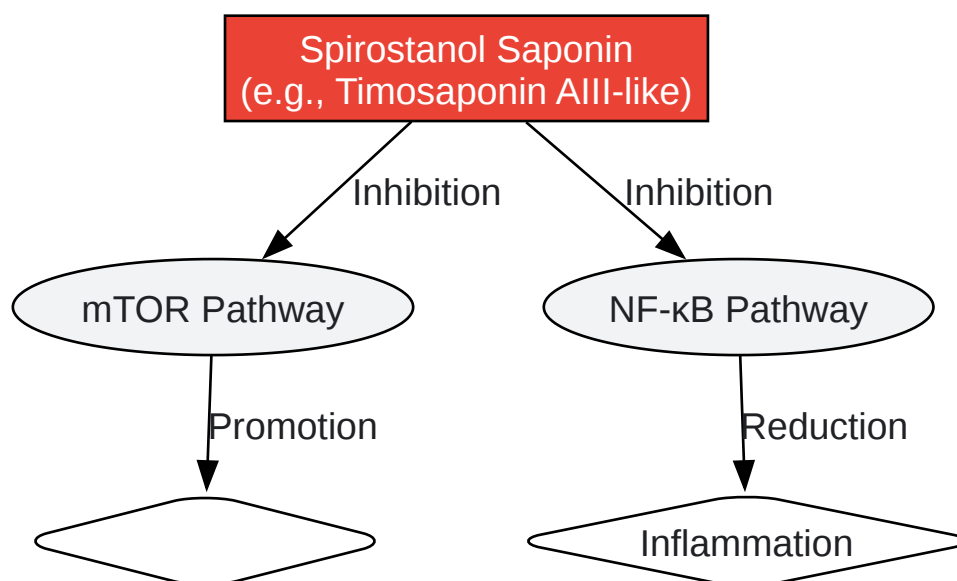 Spirostanol Saponin
(e.g., Timosaponin AIII-like)
Inhibition
Inhibition
mTOR Pathway
NF-κB Pathway
Promotion
Reduction
Inflammation